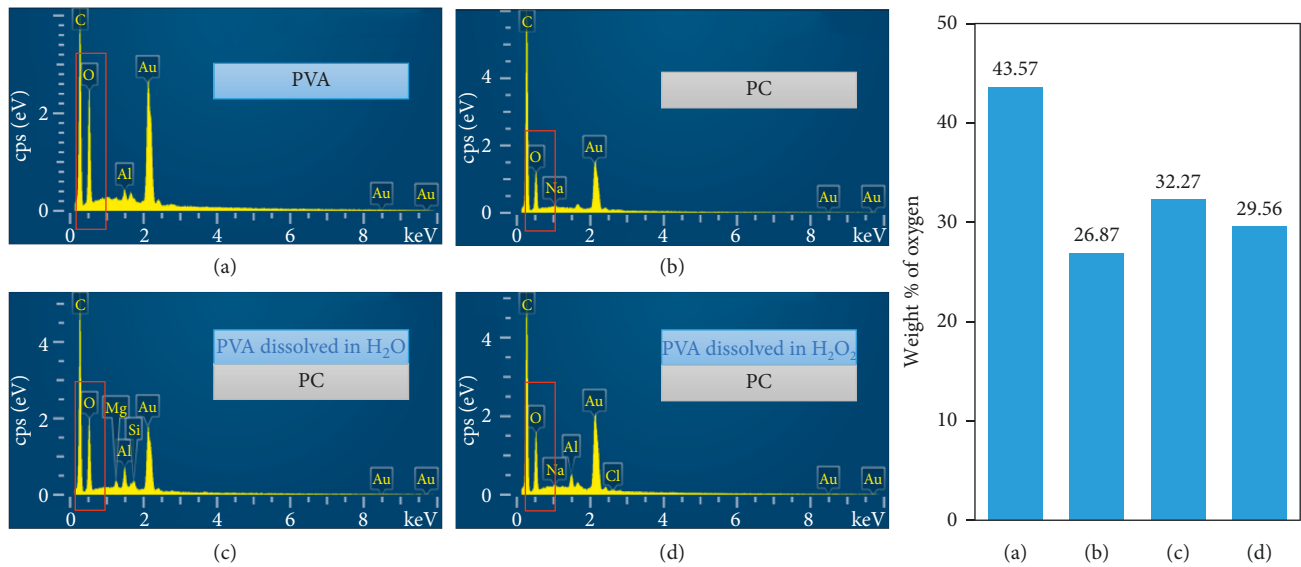 C
O
Au
PVA
2
cps (eV)
Al
Au
Au
0
0
2
4
6
8
keV
(a)
C
4
PC
cps (eV)
2
Au
O
Na
Au
Au
0
0
2
4
6
8
keV
(b)
C
4
PVA dissolved in H₂O
PC
cps (eV)
O
Mg
Au
2
Si
Al
Au
Au
0
0
2
4
6
8
keV
(c)
C
4
PVA dissolved in H₂O₂
PC
cps (eV)
O
Au
2
Na
Al
Cl
Au
Au
0
0
2
4
6
8
keV
(d)
Weight % of oxygen
50
40
30
20
10
0
43.57
26.87
32.27
29.56
(a)
(b)
(c)
(d)